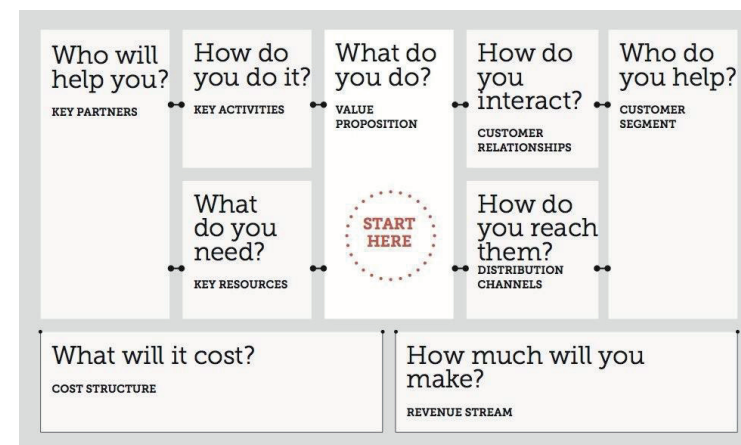 Who will
help you?
KEY PARTNERS
How do
you do it?
KEY ACTIVITIES
What
do you
need?
KEY RESOURCES
What do
you do?
VALUE
PROPOSITION
START
HERE
How do
you
interact?
CUSTOMER
RELATIONSHIPS
How do
you reach
them?
DISTRIBUTION
CHANNELS
Who do
you help?
CUSTOMER
SEGMENT
What will it cost?
COST STRUCTURE
How much will you
make?
REVENUE STREAM